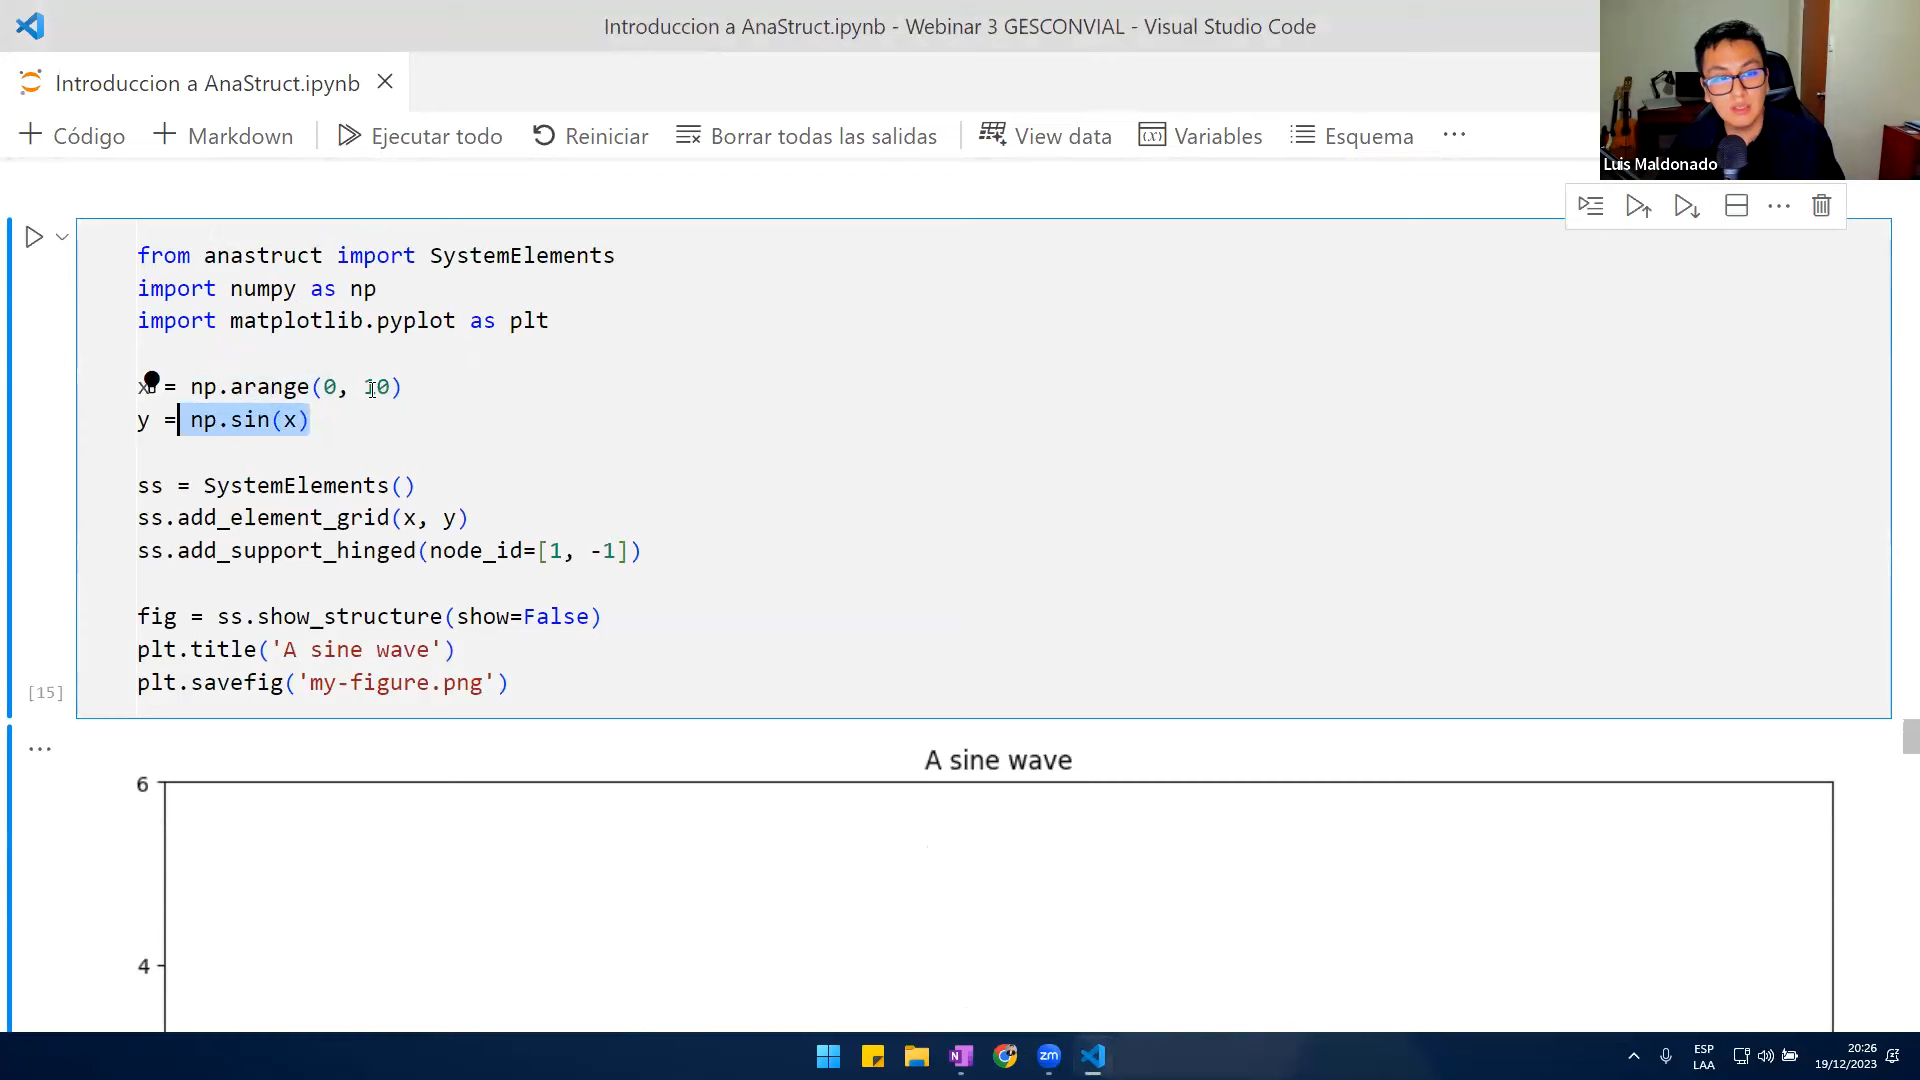 Introduccion a AnaStruct.ipynb - Webinar 3 GESCONVIAL - Visual Studio Code
Introduccion a AnaStruct.ipynb
Código
Markdown
Ejecutar todo
Reiniciar
Borrar todas las salidas
View data
Variables
Esquema
Luis Maldonado
from anastruct import SystemElements
import numpy as np
import matplotlib.pyplot as plt
x = np.arange(0, 10)
y = np.sin(x)
ss = SystemElements()
ss.add_element_grid(x, y)
ss.add_support_hinged(node_id=[1, -1])
fig = ss.show_structure(show=False)
plt.title('A sine wave')
plt.savefig('my-figure.png')
[15]
A sine wave
6
4
N
zm
ESP
LAA
20:26
19/12/2023